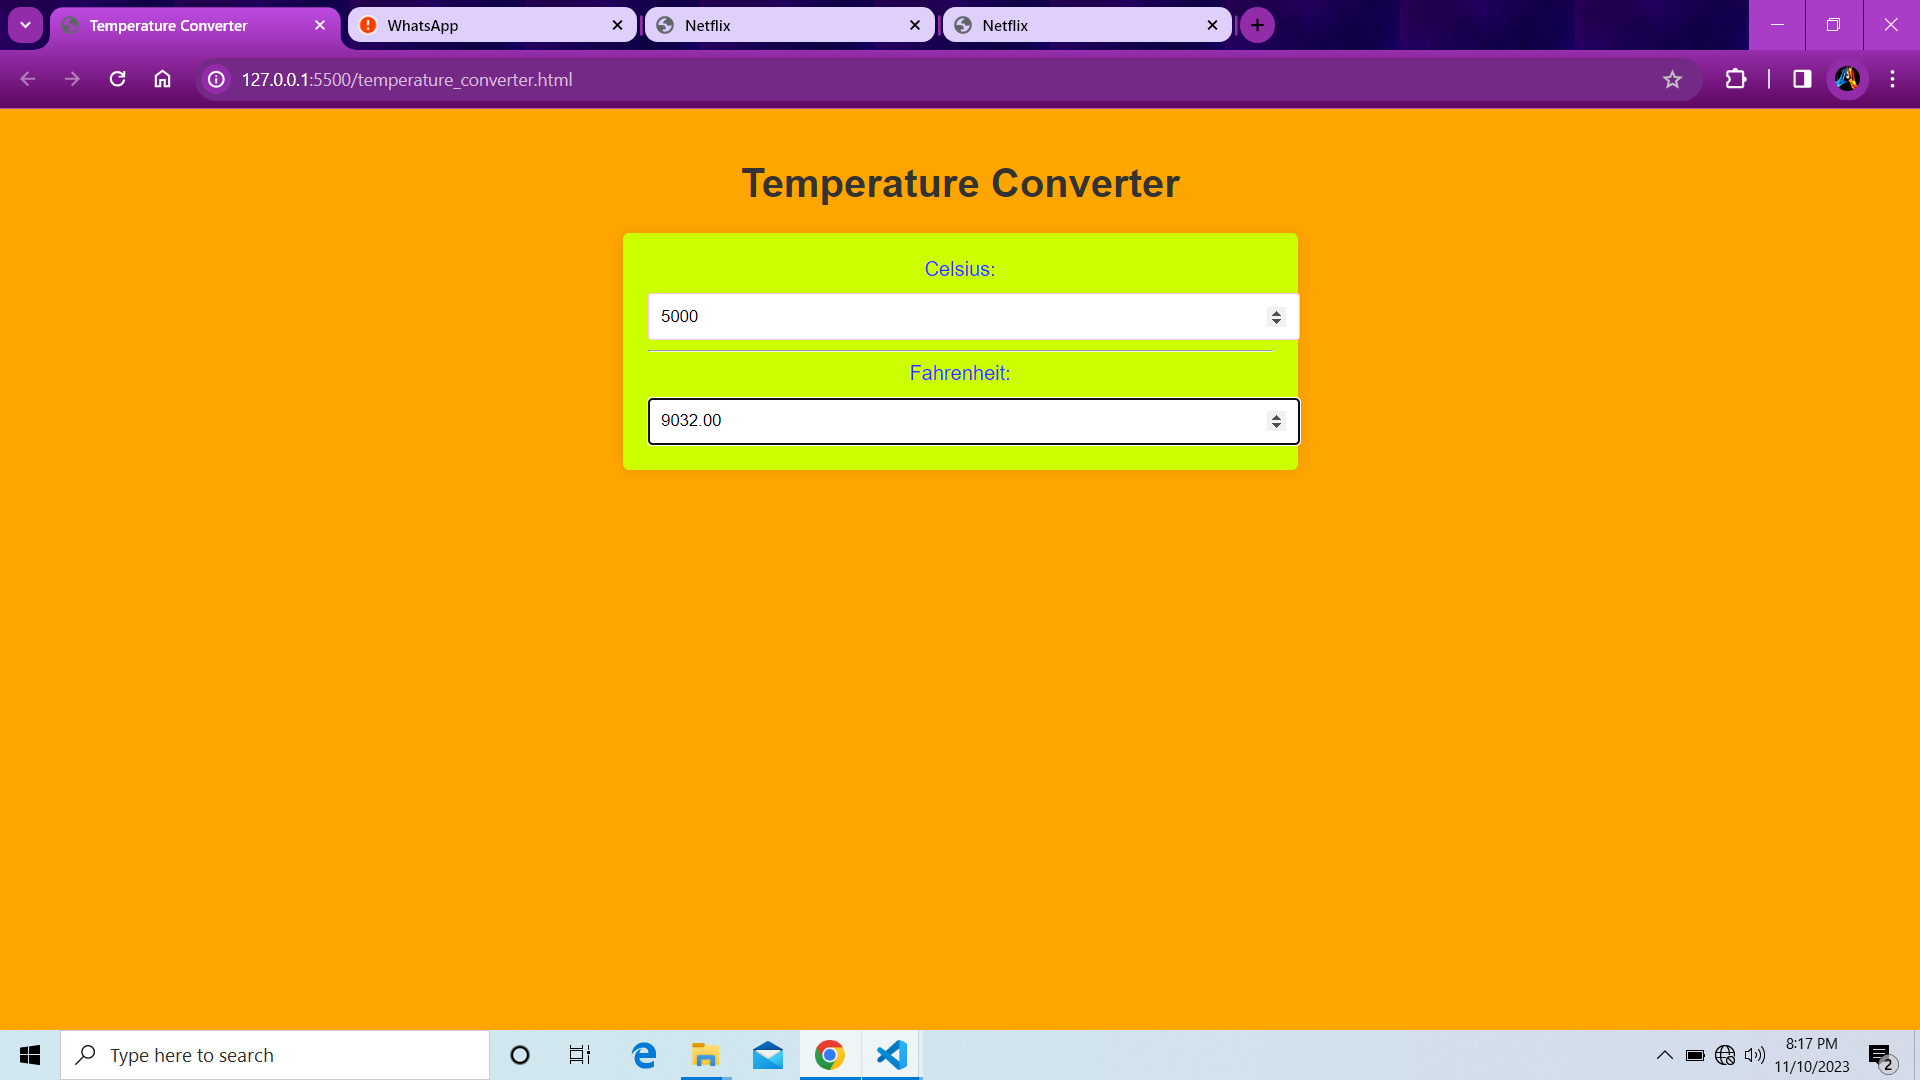 Temperature Converter
WhatsApp
Netflix
Netflix
127.0.0.1:5500/temperature_converter.html
Temperature Converter
Celsius:
5000
Fahrenheit:
9032.00
Type here to search
8:17 PM
11/10/2023
2